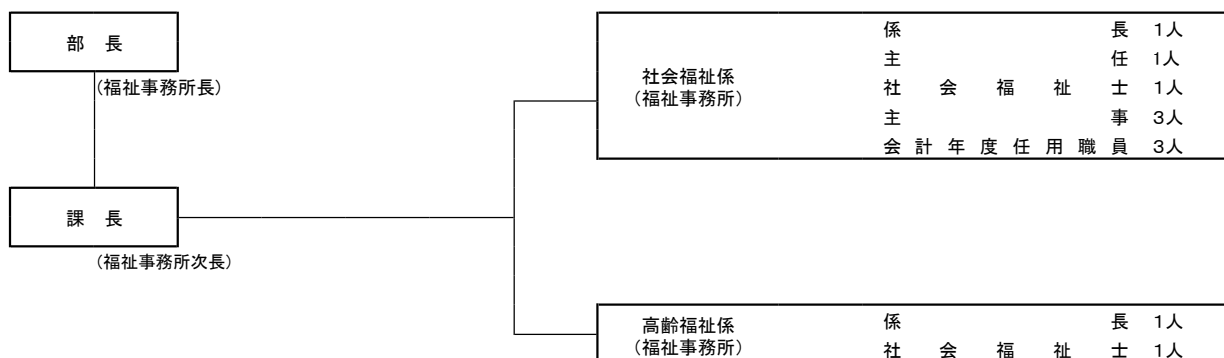 部　長
(福祉事務所長)
課　長
(福祉事務所次長)
社会福祉係
(福祉事務所)
係長 1人
主任 1人
社会福祉士 1人
主事 3人
会計年度任用職員 3人
高齢福祉係
(福祉事務所)
係長 1人
社会福祉士 1人